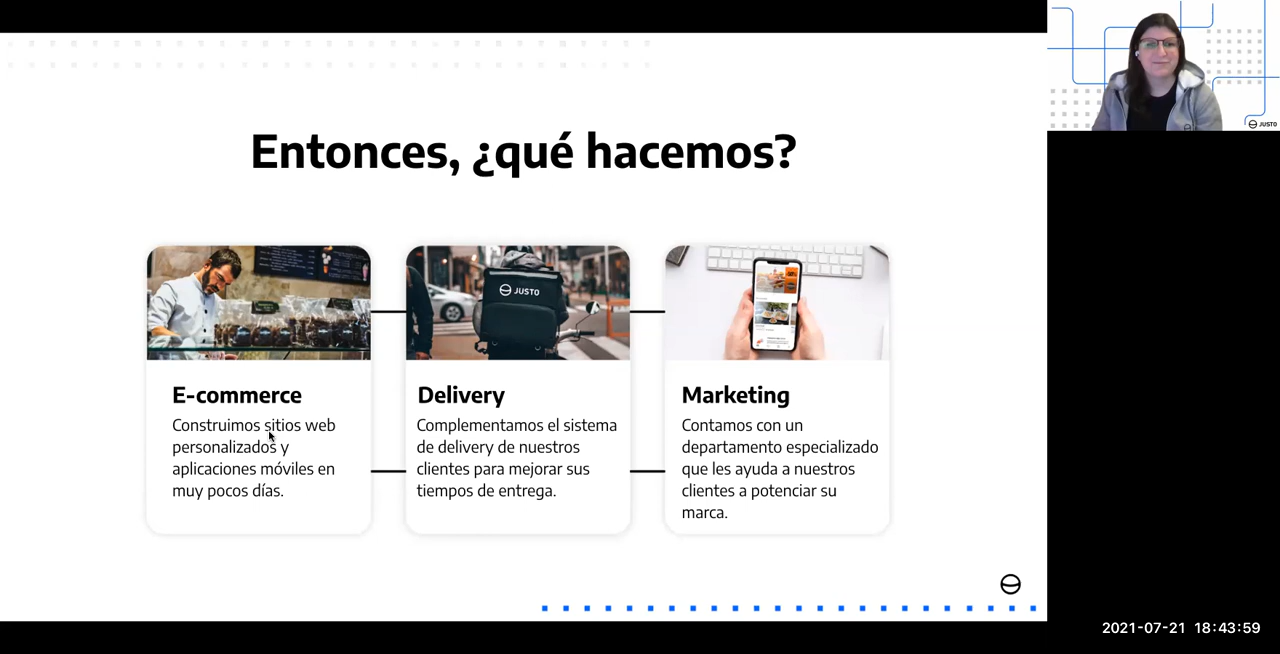 Entonces, ¿qué hacemos?
JUSTO
JUSTO
E-commerce
Construimos sitios web
personalizados y
aplicaciones móviles en
muy pocos días.
Delivery
Complementamos el sistema
de delivery de nuestros
clientes para mejorar sus
tiempos de entrega.
Marketing
Contamos con un
departamento especializado
que les ayuda a nuestros
clientes a potenciar su
marca.
2021-07-21 18:43:59